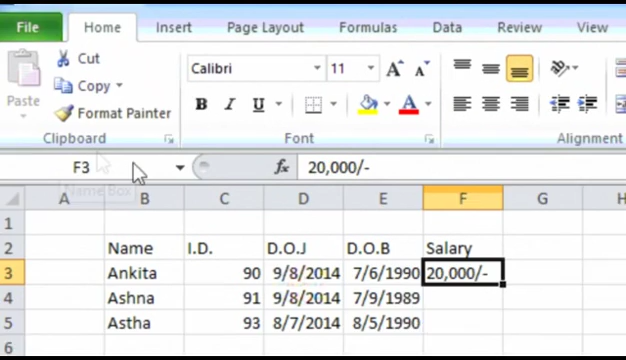 File Home Insert Page Layout Formulas Data Review View
Cut
Calibri 11 A A
Copy
Paste
B I U A
Format Painter
Clipboard Font Alignment
F3 fx 20,000/-
Name Box
A B C D E F G H
1
2 Name I.D. D.O.J D.O.B Salary
3 Ankita 90 9/8/2014 7/6/1990 20,000/-
4 Ashna 91 9/8/2014 7/9/1989
5 Astha 93 8/7/2014 8/5/1990
6